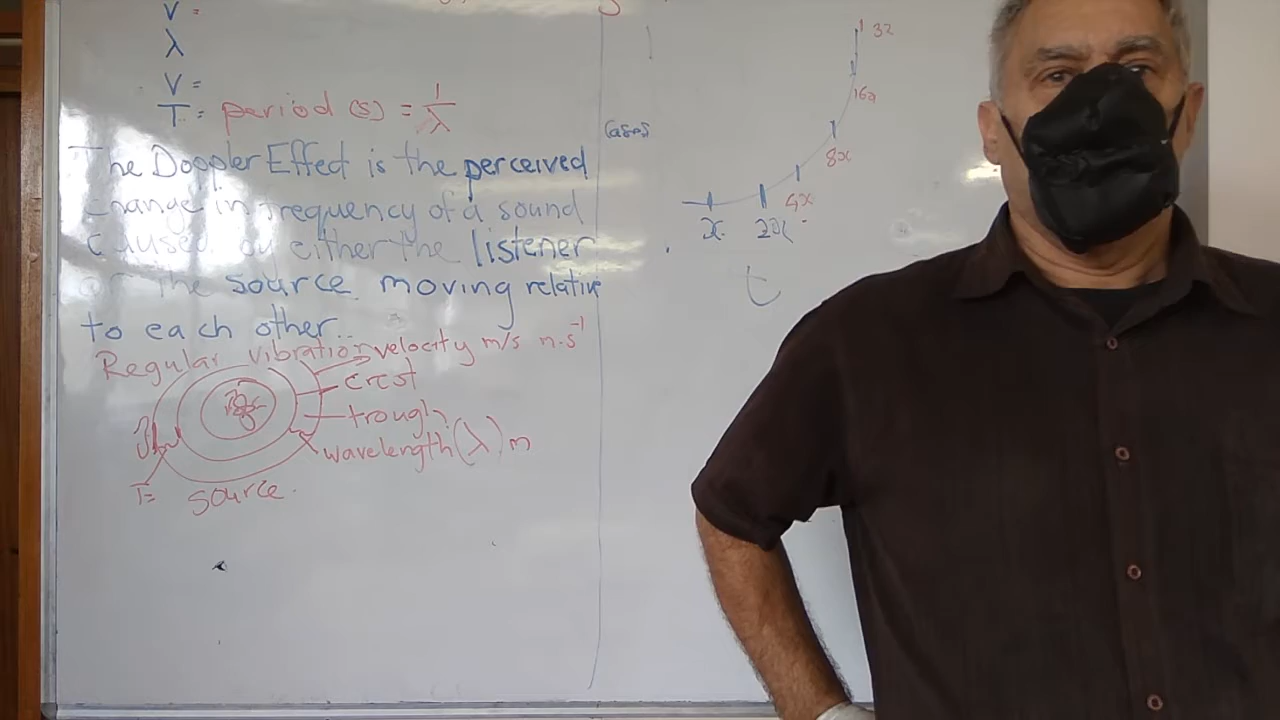 V =
λ
V =
T = period (s) = 1/λ
The Doppler Effect is the perceived
change in frequency of a sound
caused by either the listener
or the source moving relative
to each other..
Regular vibration velocity m/s m.s⁻¹
crest
trough
wavelength (λ) m
T=
source.
Cases
32
16x
8x
4x
x 2x
t